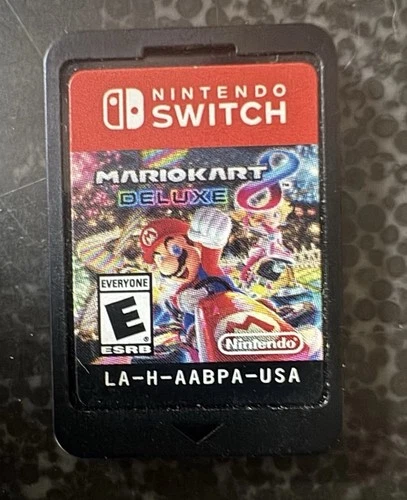 NINTENDO
SWITCH
MARIOKART 8
DELUXE
EVERYONE
E
ESRB
Nintendo
LA-H-AABPA-USA